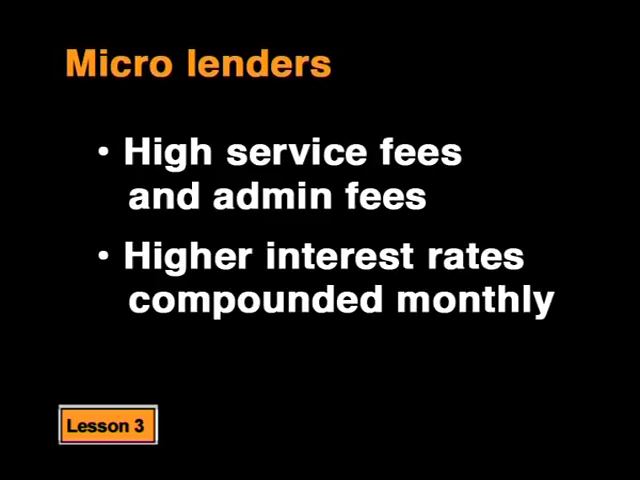 Micro lenders
• High service fees
and admin fees
• Higher interest rates
compounded monthly
Lesson 3